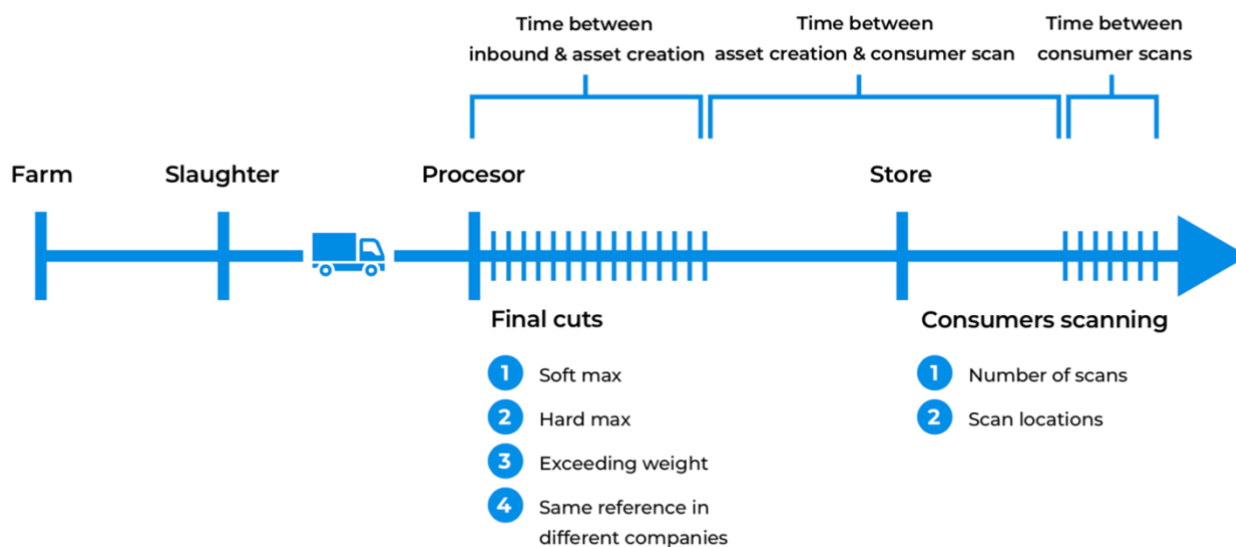 Time between
inbound & asset creation
Time between
asset creation & consumer scan
Time between
consumer scans
Farm
Slaughter
Procesor
Store
Final cuts
1 Soft max
2 Hard max
3 Exceeding weight
4 Same reference in
different companies
Consumers scanning
1 Number of scans
2 Scan locations